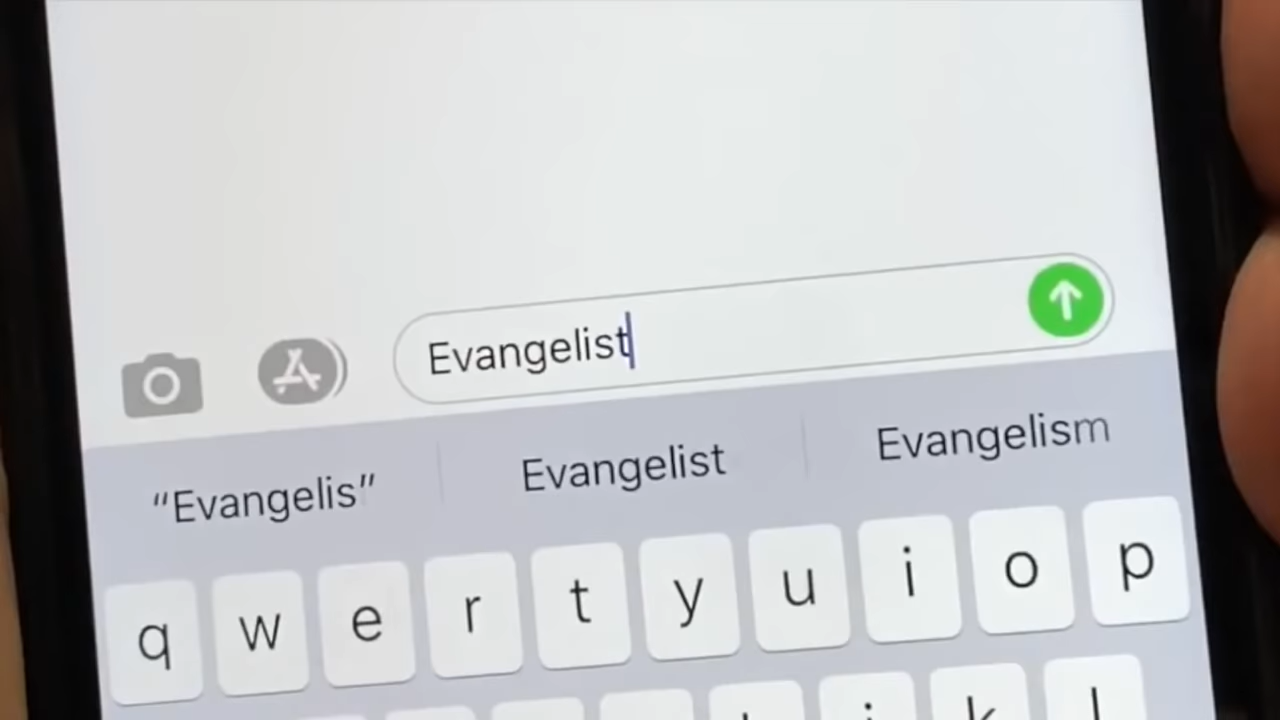 Evangelist
“Evangelis” Evangelist Evangelism
q w e r t y u i o p
j k l